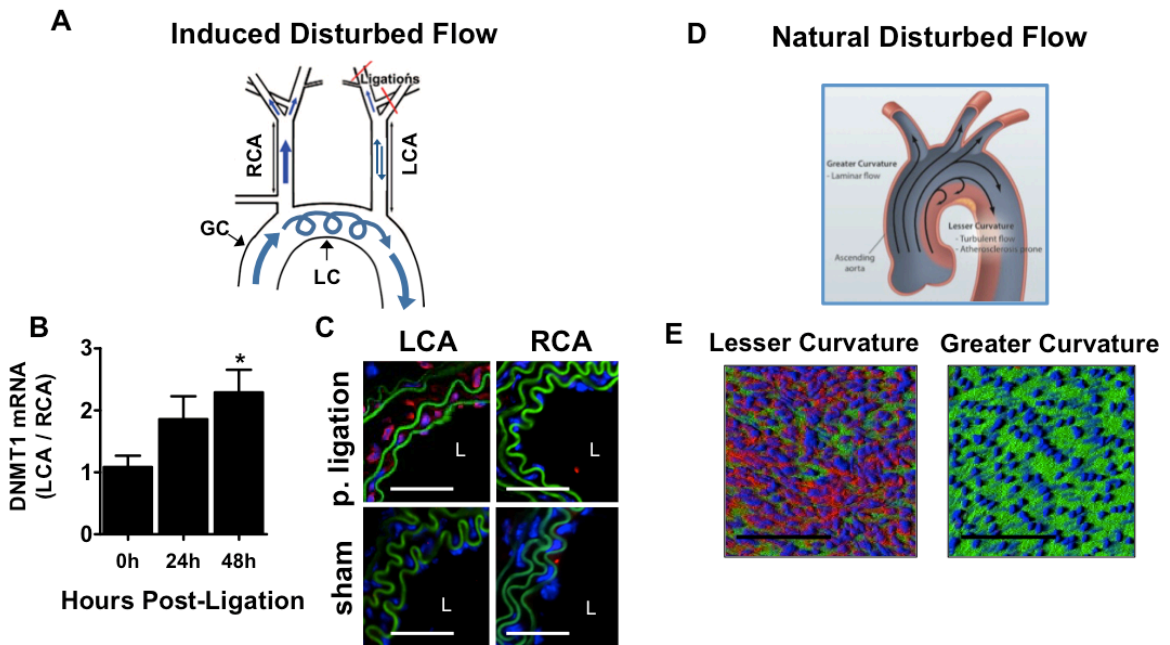 A
Induced Disturbed Flow
Ligations
RCA
LCA
GC
LC
B
DNMT1 mRNA
(LCA / RCA)
3
2
1
0
*
0h 24h 48h
Hours Post-Ligation
C
LCA RCA
p. ligation
L L
sham
L L
D
Natural Disturbed Flow
Greater Curvature
- Laminar flow
Lesser Curvature
- Turbulent flow
- Atherosclerosis prone
Ascending
aorta
E
Lesser Curvature Greater Curvature